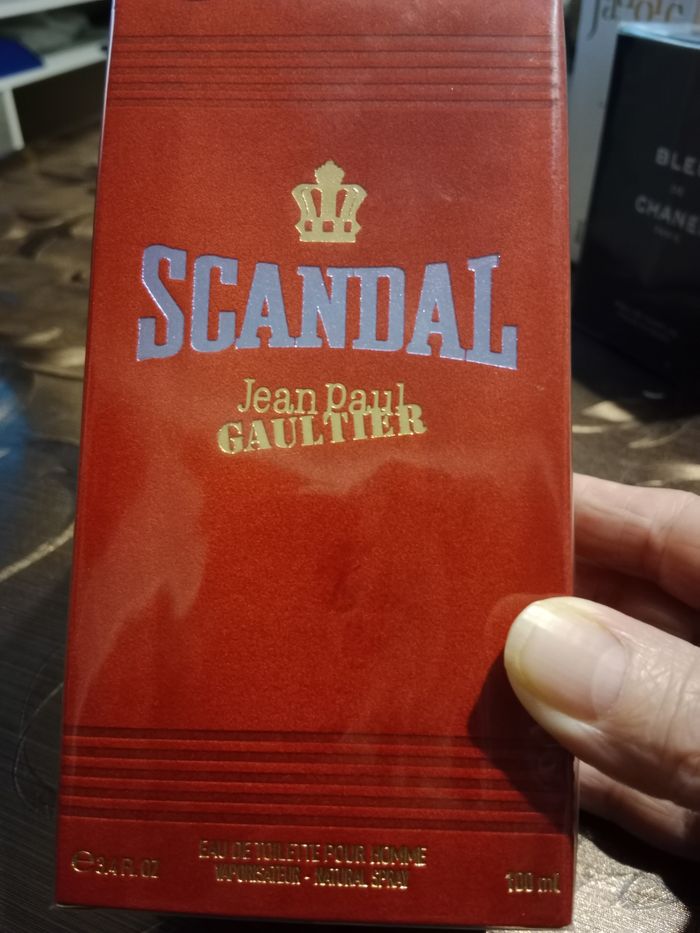 SCANDAL
Jean Paul
GAULTIER
℮ 3.4 FL. OZ
EAU DE TOILETTE POUR HOMME
VAPORISATEUR - NATURAL SPRAY
100 ml
J'adore
BLEU
DE
CHANEL
PARIS